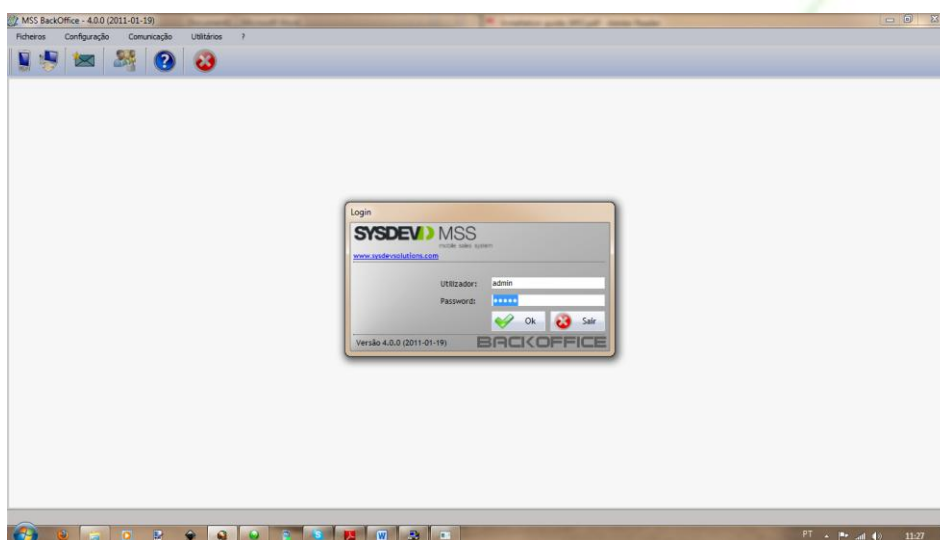 MSS BackOffice - 4.0.0 (2011-01-19)
Ficheiros Configuração Comunicação Utilitários ?
Login
SYSDEV MSS
mobile sales system
www.sysdevsolutions.com
Utilizador: admin
Password: •••••
Ok Sair
Versão 4.0.0 (2011-01-19) BACKOFFICE
PT 11:27